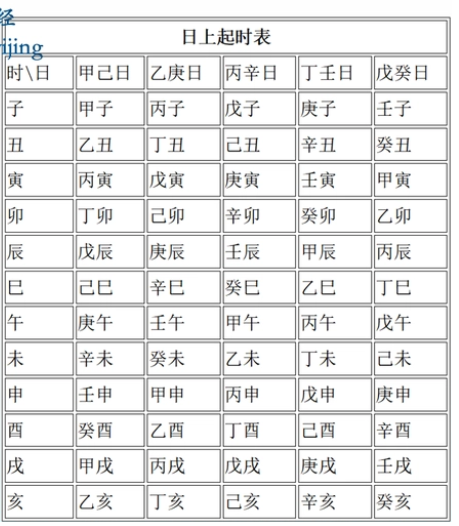 经
ijing
日上起时表
时\日 甲己日 乙庚日 丙辛日 丁壬日 戊癸日
子 甲子 丙子 戊子 庚子 壬子
丑 乙丑 丁丑 己丑 辛丑 癸丑
寅 丙寅 戊寅 庚寅 壬寅 甲寅
卯 丁卯 己卯 辛卯 癸卯 乙卯
辰 戊辰 庚辰 壬辰 甲辰 丙辰
巳 己巳 辛巳 癸巳 乙巳 丁巳
午 庚午 壬午 甲午 丙午 戊午
未 辛未 癸未 乙未 丁未 己未
申 壬申 甲申 丙申 戊申 庚申
酉 癸酉 乙酉 丁酉 己酉 辛酉
戌 甲戌 丙戌 戊戌 庚戌 壬戌
亥 乙亥 丁亥 己亥 辛亥 癸亥